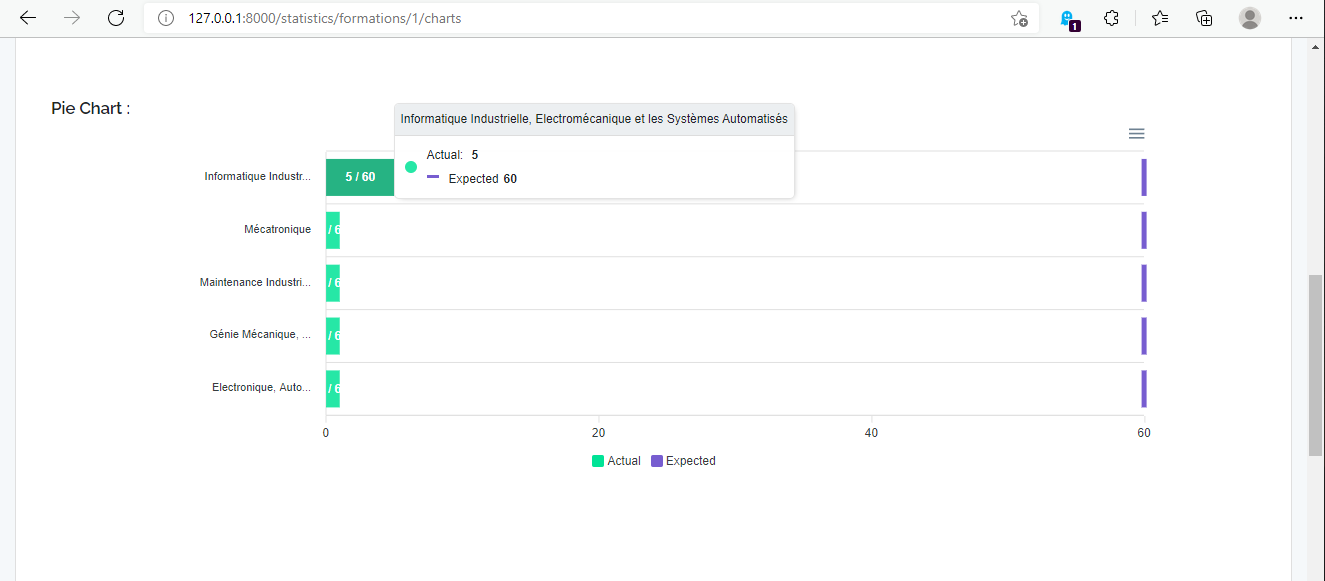 127.0.0.1:8000/statistics/formations/1/charts
1
Pie Chart :
Informatique Industrielle, Electromécanique et les Systèmes Automatisés
Actual: 5
Expected 60
Informatique Industr...
5 / 60
Mécatronique
/ 6
Maintenance Industri...
/ 6
Génie Mécanique, ...
/ 6
Electronique, Auto...
/ 6
0
20
40
60
Actual
Expected